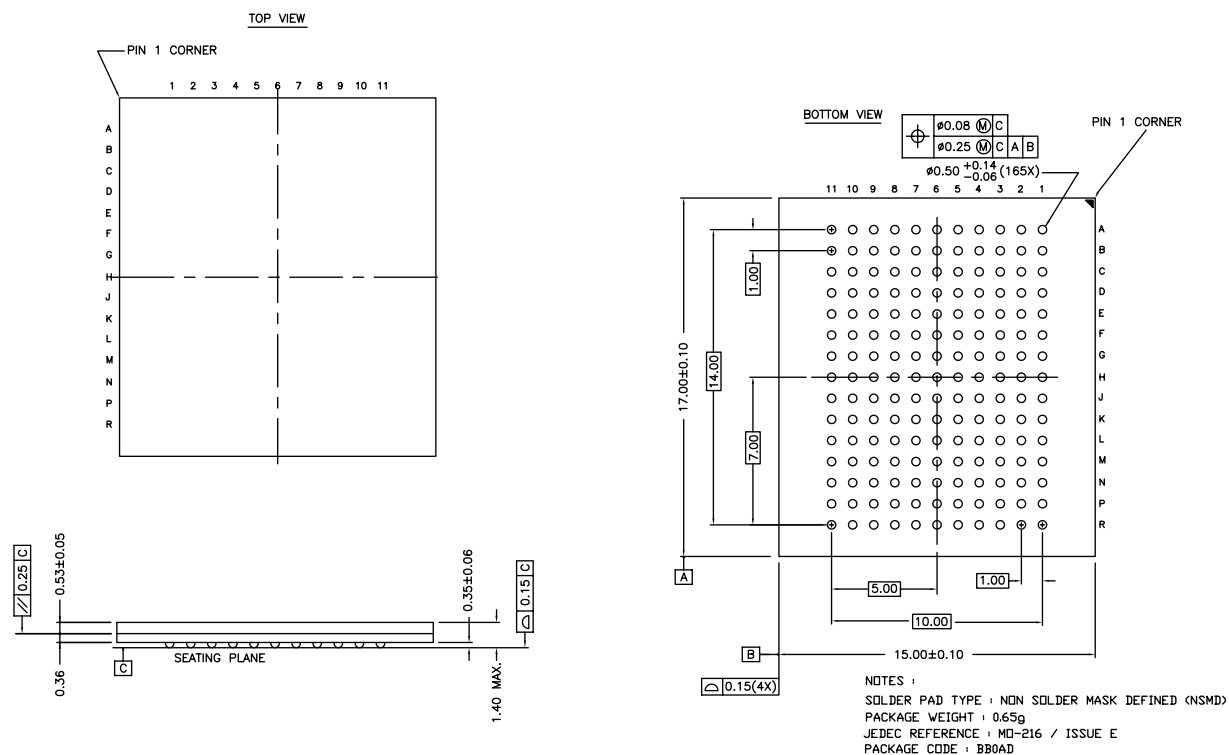 TOP VIEW
PIN 1 CORNER
1 2 3 4 5 6 7 8 9 10 11
A
B
C
D
E
F
G
H
J
K
L
M
N
P
R
// 0.25 C
0.53±0.05
0.36
C
SEATING PLANE
0.35±0.06
1.40 MAX.
⌓ 0.15 C
BOTTOM VIEW
⌖ ø0.08 Ⓜ C
ø0.25 Ⓜ C A B
ø0.50 +0.14 −0.06 (165X)
PIN 1 CORNER
11 10 9 8 7 6 5 4 3 2 1
A
B
C
D
E
F
G
H
J
K
L
M
N
P
R
1.00
17.00±0.10
14.00
7.00
A
5.00
1.00
10.00
B
15.00±0.10
⌓ 0.15(4X)
NOTES :
SOLDER PAD TYPE : NON SOLDER MASK DEFINED (NSMD)
PACKAGE WEIGHT : 0.65g
JEDEC REFERENCE : MO-216 / ISSUE E
PACKAGE CODE : BB0AD